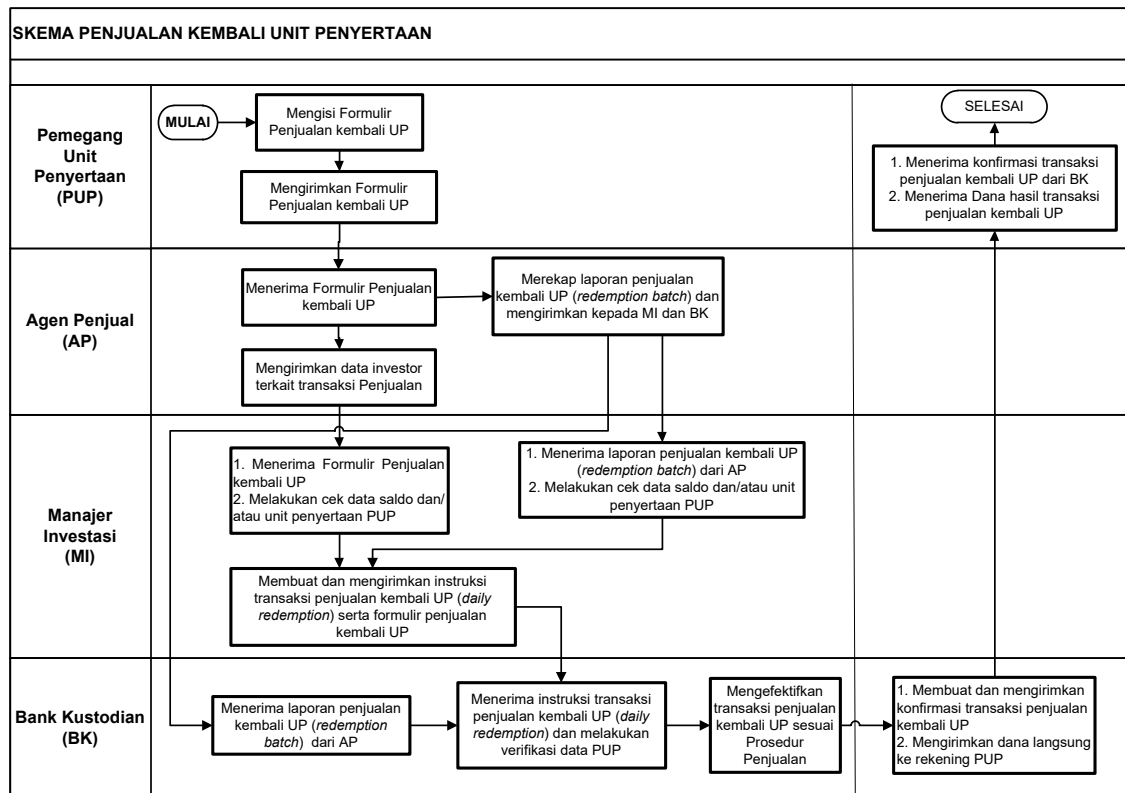 SKEMA PENJUALAN KEMBALI UNIT PENYERTAAN
Pemegang
Unit
Penyertaan
(PUP)
MULAI
Mengisi Formulir
Penjualan kembali UP
Mengirimkan Formulir
Penjualan kembali UP
SELESAI
1. Menerima konfirmasi transaksi
penjualan kembali UP dari BK
2. Menerima Dana hasil transaksi
penjualan kembali UP
Agen Penjual
(AP)
Menerima Formulir Penjualan
kembali UP
Merekap laporan penjualan
kembali UP (redemption batch) dan
mengirimkan kepada MI dan BK
Mengirimkan data investor
terkait transaksi Penjualan
Manajer
Investasi
(MI)
1. Menerima Formulir Penjualan
kembali UP
2. Melakukan cek data saldo dan/
atau unit penyertaan PUP
1. Menerima laporan penjualan kembali UP
(redemption batch) dari AP
2. Melakukan cek data saldo dan/atau unit
penyertaan PUP
Membuat dan mengirimkan instruksi
transaksi penjualan kembali UP (daily
redemption) serta formulir penjualan
kembali UP
Bank Kustodian
(BK)
Menerima laporan penjualan
kembali UP (redemption
batch) dari AP
Menerima instruksi transaksi
penjualan kembali UP (daily
redemption) dan melakukan
verifikasi data PUP
Mengefektifkan
transaksi penjualan
kembali UP sesuai
Prosedur
Penjualan
1. Membuat dan mengirimkan
konfirmasi transaksi penjualan
kembali UP
2. Mengirimkan dana langsung
ke rekening PUP